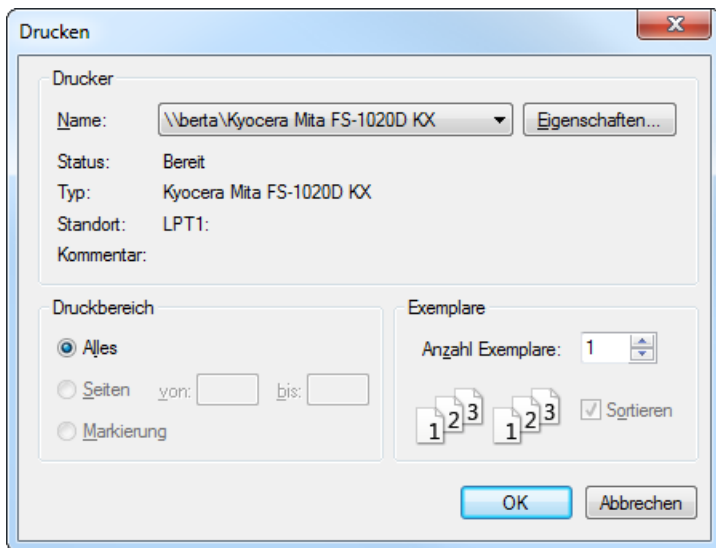 Drucken
Drucker
Name: \\berta\Kyocera Mita FS-1020D KX Eigenschaften...
Status: Bereit
Typ: Kyocera Mita FS-1020D KX
Standort: LPT1:
Kommentar:
Druckbereich
Alles
Seiten von: bis:
Markierung
Exemplare
Anzahl Exemplare: 1
1 2 3 1 2 3 Sortieren
OK Abbrechen